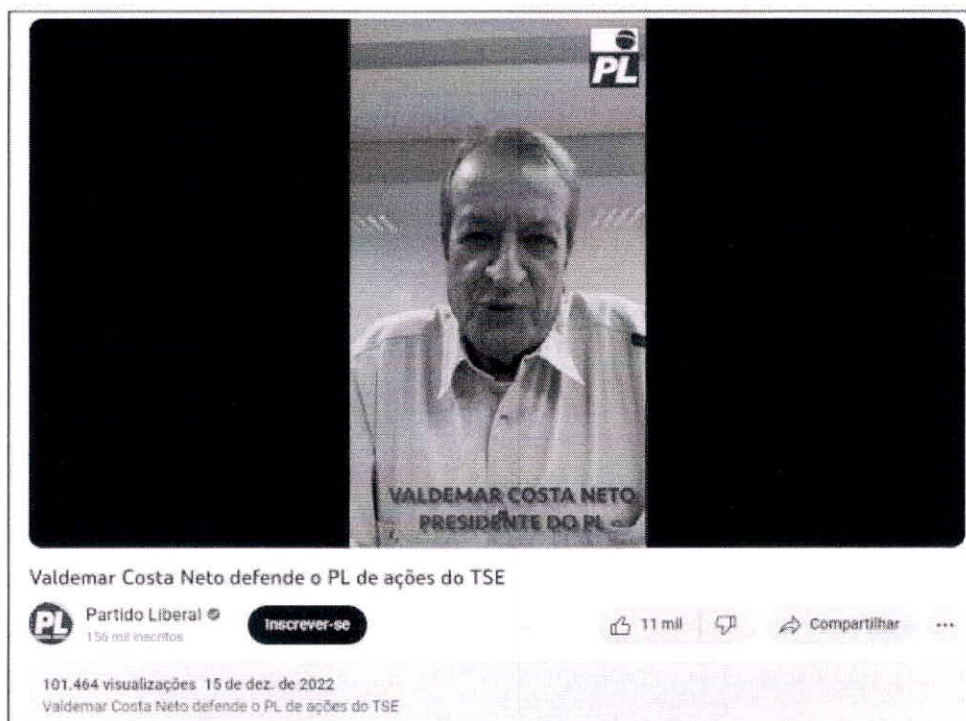 PL
VALDEMAR COSTA NETO
PRESIDENTE DO PL
Valdemar Costa Neto defende o PL de ações do TSE
PL
Partido Liberal
156 mil inscritos
Inscrever-se
11 mil
Compartilhar
101.464 visualizações 15 de dez. de 2022
Valdemar Costa Neto defende o PL de ações do TSE